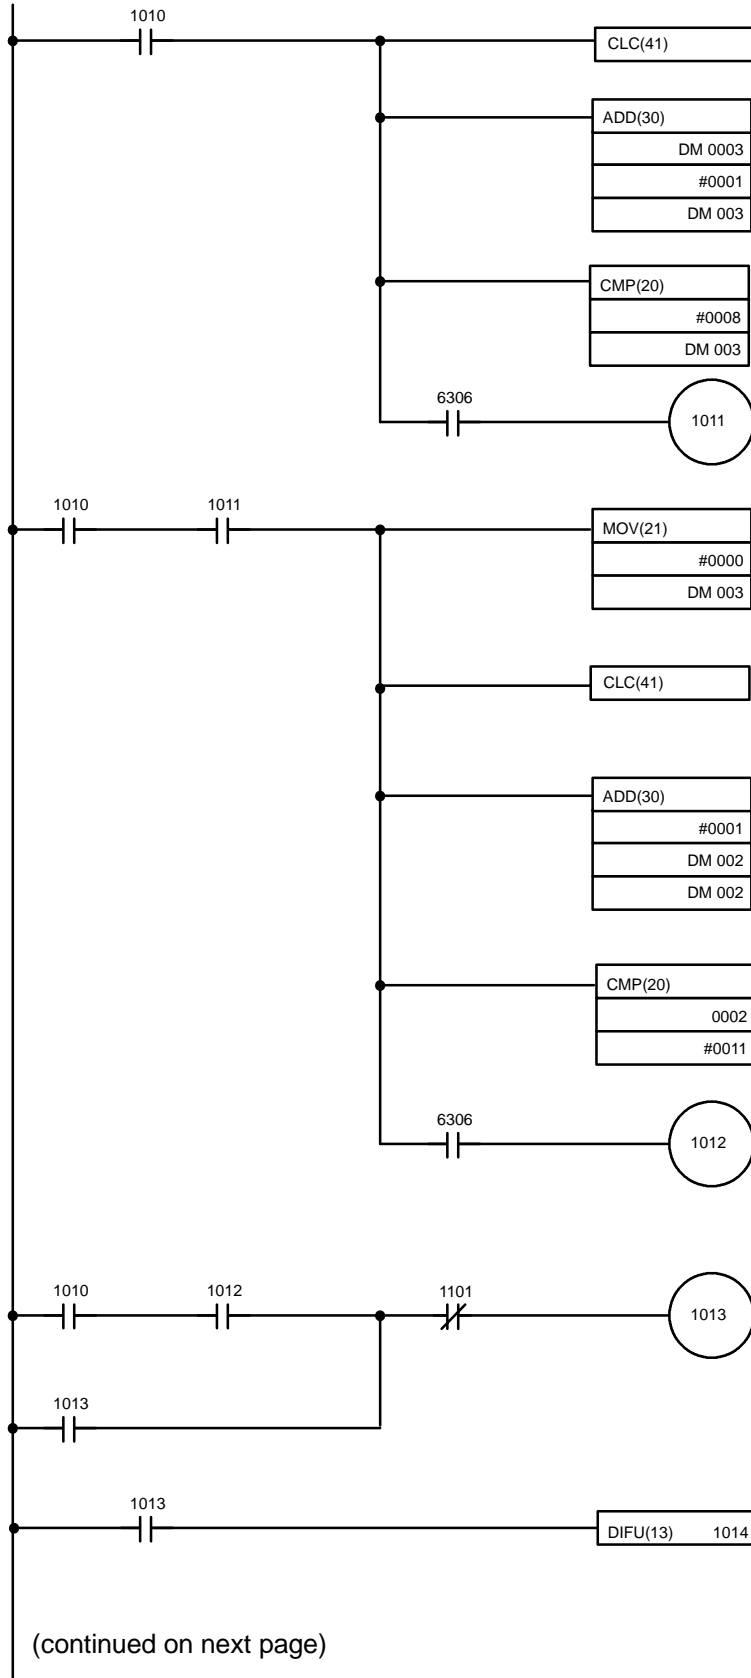 1010
CLC(41)
ADD(30)
DM 0003
#0001
DM 003
CMP(20)
#0008
DM 003
6306
1011
1010 1011
MOV(21)
#0000
DM 003
CLC(41)
ADD(30)
#0001
DM 002
DM 002
CMP(20)
0002
#0011
6306
1012
1010 1012 1101
1013
1013
1013
DIFU(13) 1014
(continued on next page)